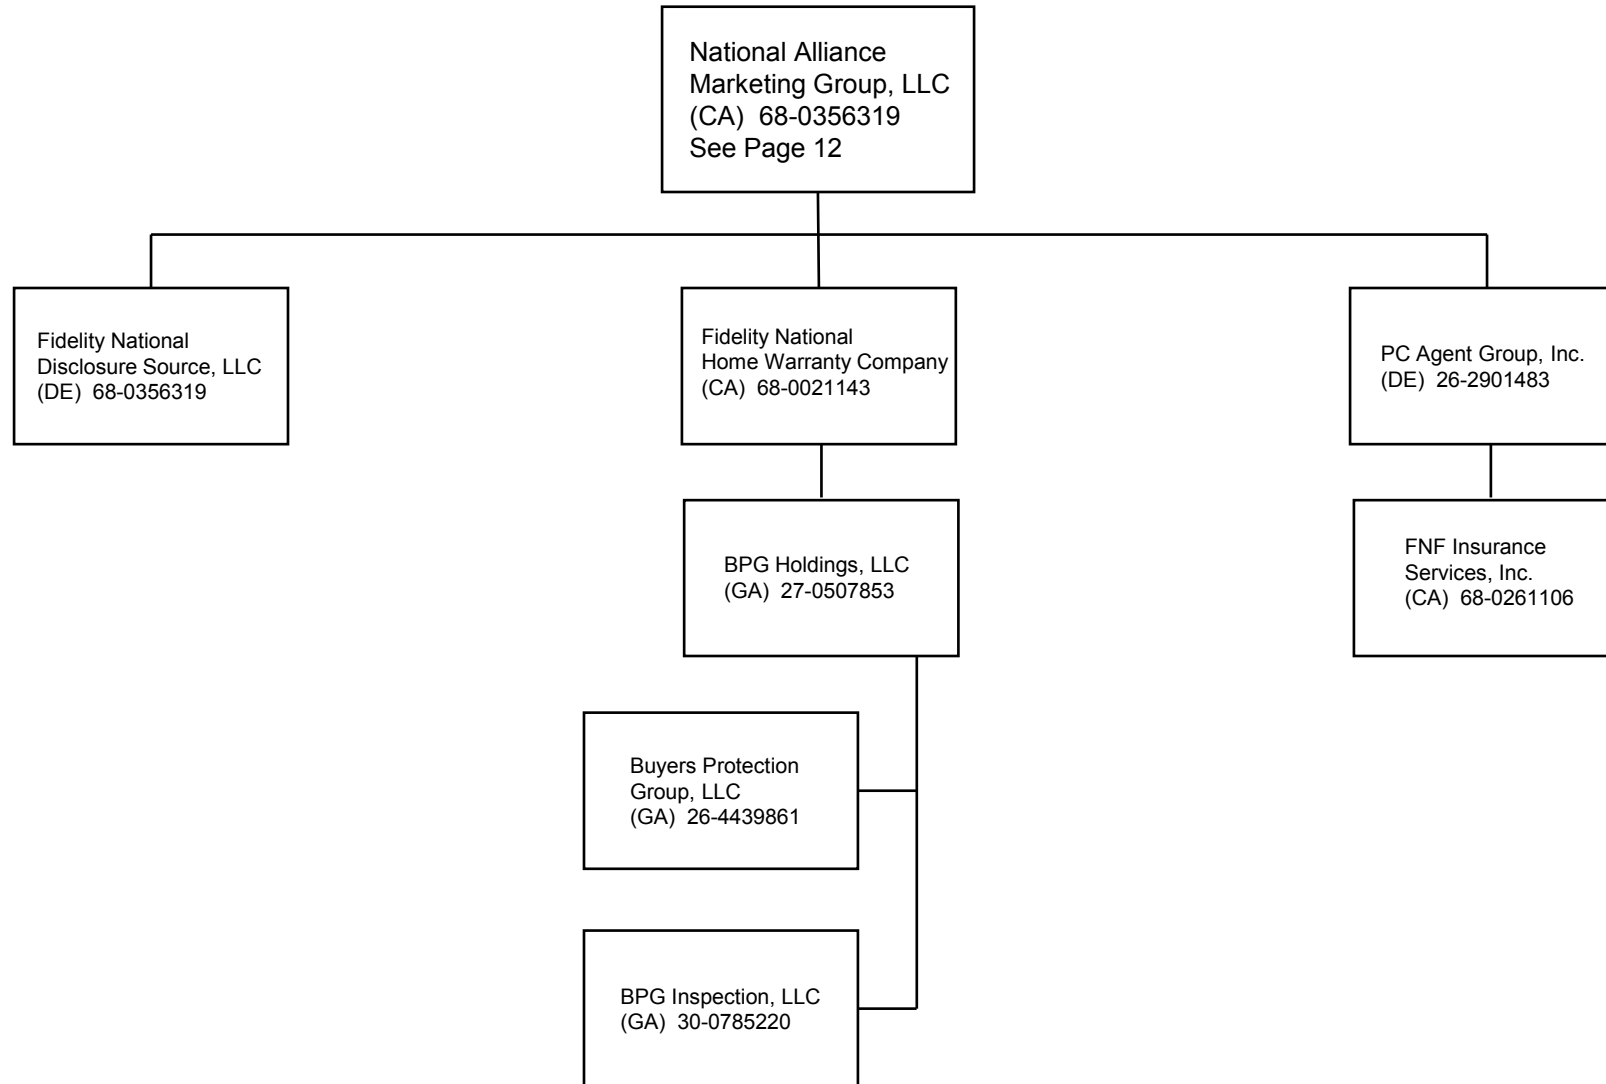 National Alliance
Marketing Group, LLC
(CA) 68-0356319
See Page 12
Fidelity National
Disclosure Source, LLC
(DE) 68-0356319
Fidelity National
Home Warranty Company
(CA) 68-0021143
PC Agent Group, Inc.
(DE) 26-2901483
BPG Holdings, LLC
(GA) 27-0507853
FNF Insurance
Services, Inc.
(CA) 68-0261106
Buyers Protection
Group, LLC
(GA) 26-4439861
BPG Inspection, LLC
(GA) 30-0785220